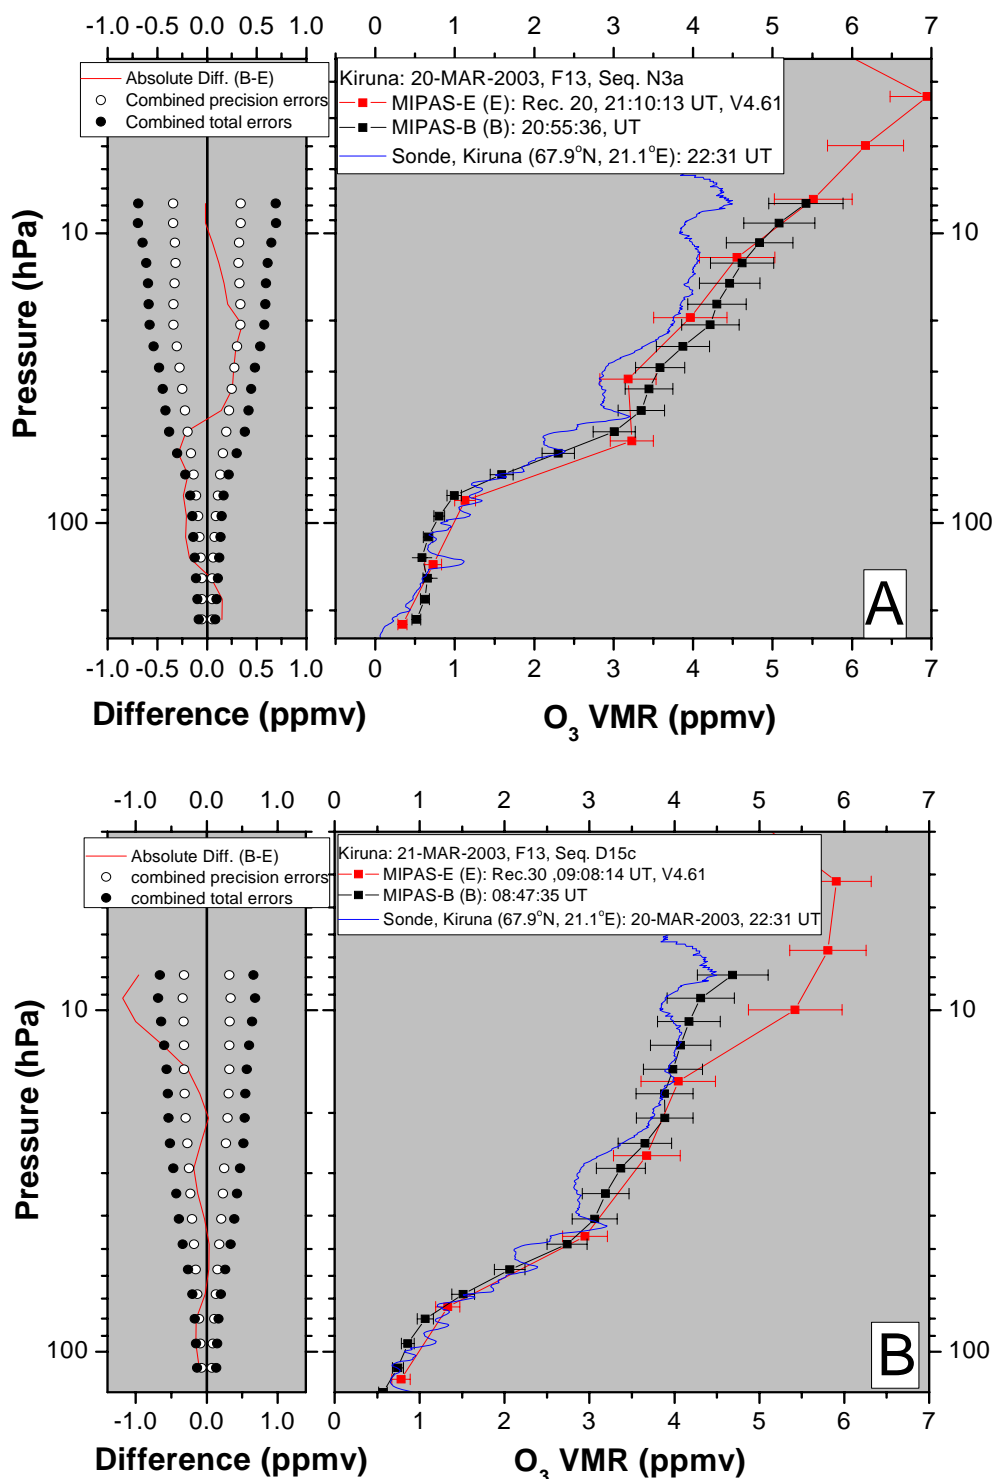 -1.0 -0.5 0.0 0.5 1.0
0 1 2 3 4 5 6 7
Absolute Diff. (B-E)
Combined precision errors
Combined total errors
Kiruna: 20-MAR-2003, F13, Seq. N3a
MIPAS-E (E): Rec. 20, 21:10:13 UT, V4.61
MIPAS-B (B): 20:55:36, UT
Sonde, Kiruna (67.9°N, 21.1°E): 22:31 UT
Pressure (hPa)
10
100
10
100
A
-1.0 -0.5 0.0 0.5 1.0
0 1 2 3 4 5 6 7
Difference (ppmv)
O₃ VMR (ppmv)
-1.0 0.0 1.0
0 1 2 3 4 5 6 7
Absolute Diff. (B-E)
combined precision errors
combined total errors
Kiruna: 21-MAR-2003, F13, Seq. D15c
MIPAS-E (E): Rec.30 ,09:08:14 UT, V4.61
MIPAS-B (B): 08:47:35 UT
Sonde, Kiruna (67.9°N, 21.1°E): 20-MAR-2003, 22:31 UT
Pressure (hPa)
10
100
10
100
B
-1.0 0.0 1.0
0 1 2 3 4 5 6 7
Difference (ppmv)
O₃ VMR (ppmv)